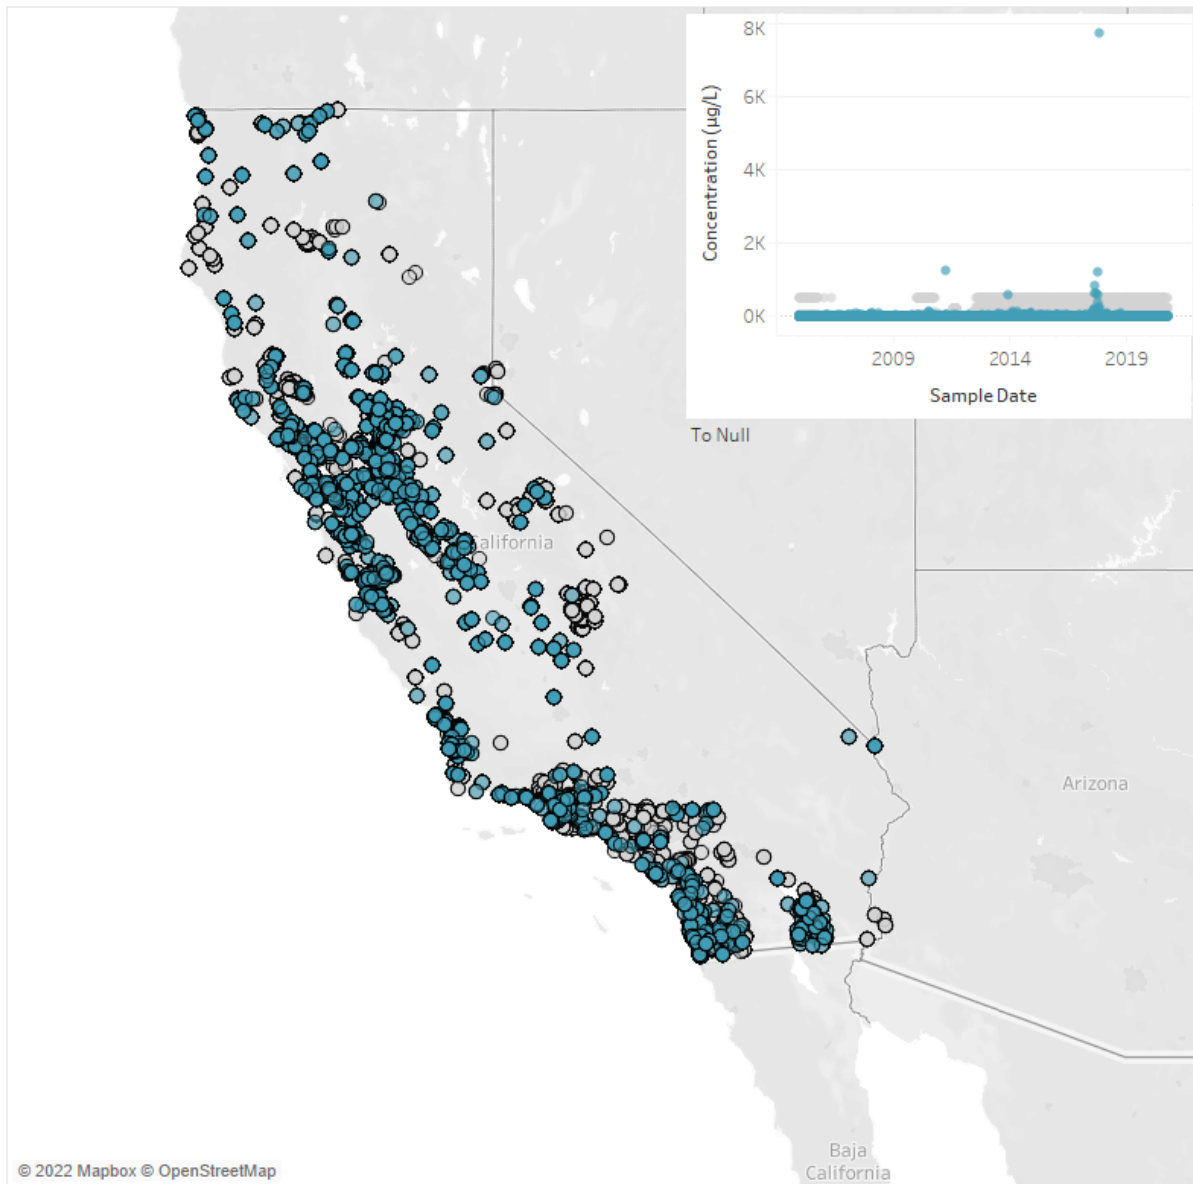 8K
6K
4K
2K
0K
Concentration (µg/L)
2009
2014
2019
Sample Date
To Null
California
Arizona
Baja
California
© 2022 Mapbox © OpenStreetMap